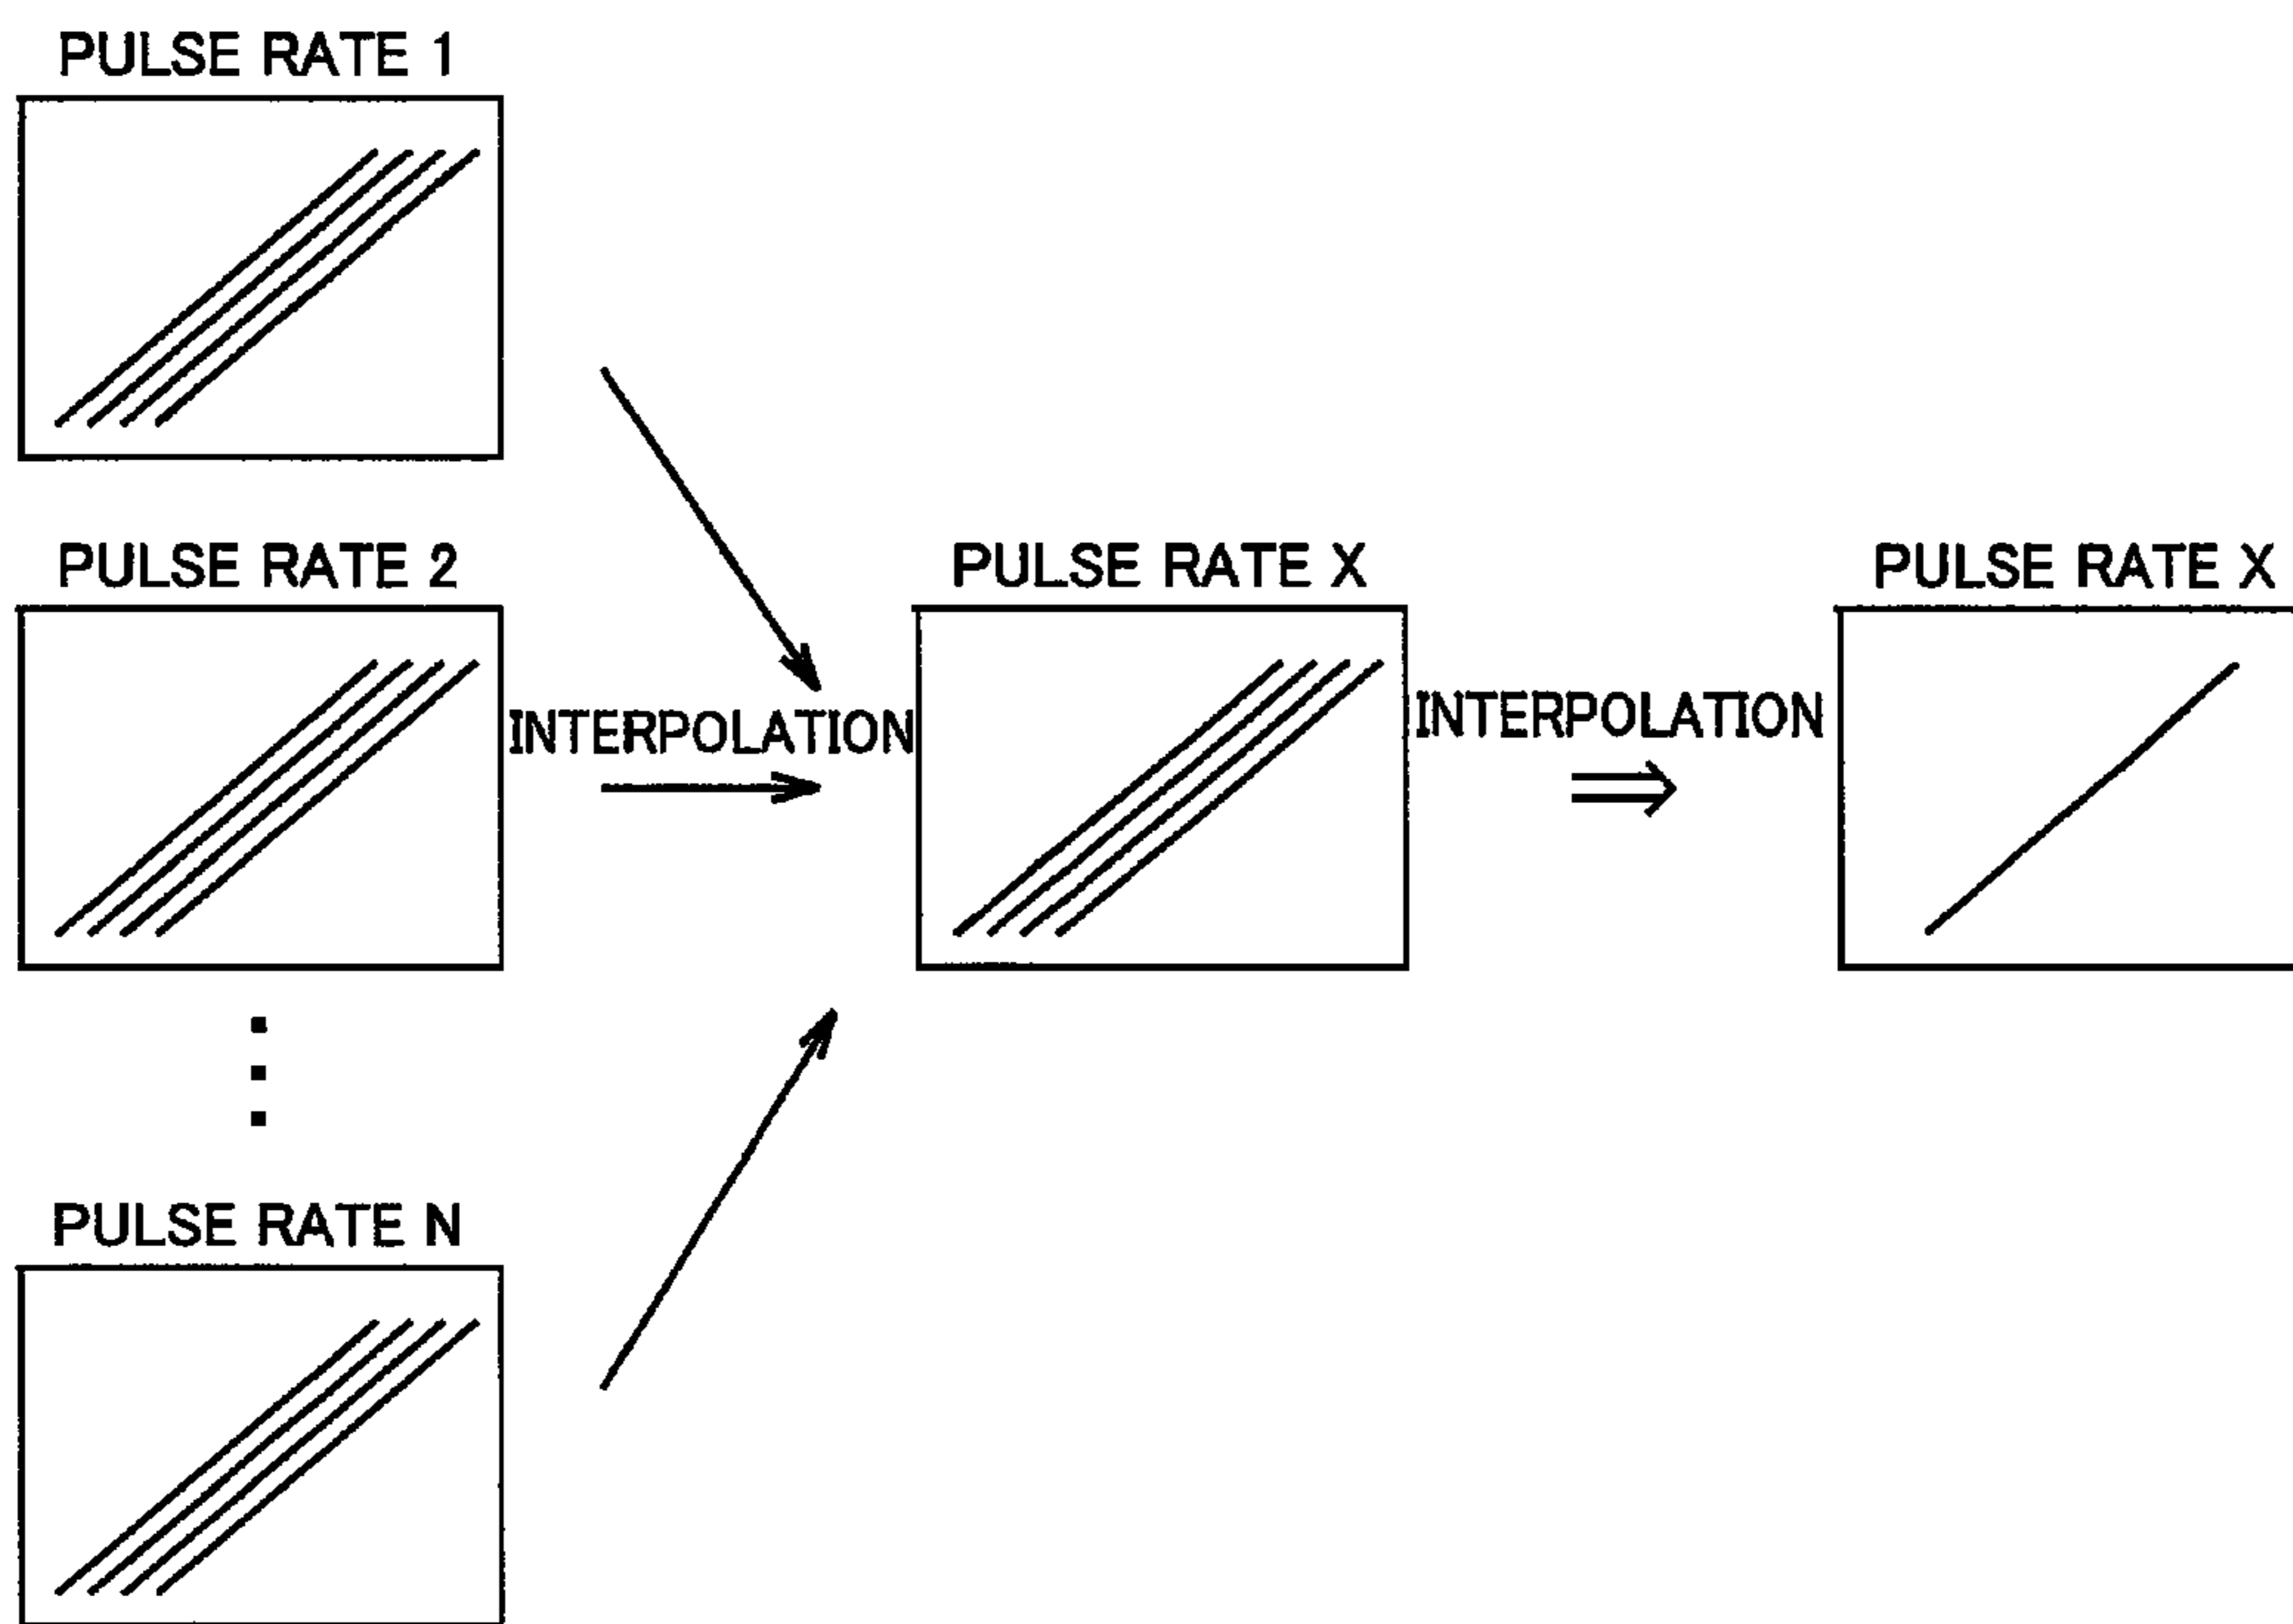 PULSE RATE 1
PULSE RATE 2
PULSE RATE X
PULSE RATE X
INTERPOLATION
INTERPOLATION
PULSE RATE N